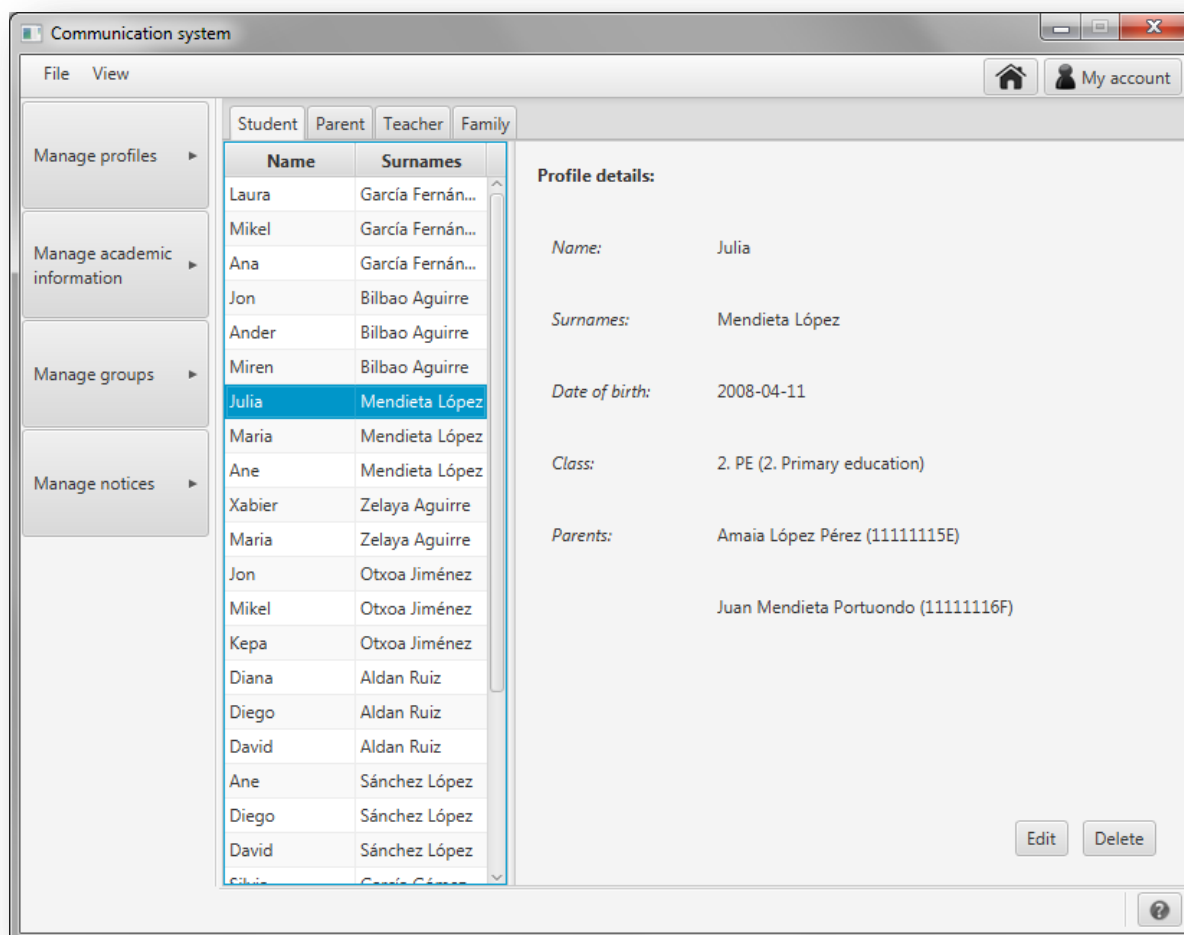 Communication system
File View
My account
Manage profiles
Manage academic
information
Manage groups
Manage notices
Student Parent Teacher Family
Name Surnames
Laura García Fernán...
Mikel García Fernán...
Ana García Fernán...
Jon Bilbao Aguirre
Ander Bilbao Aguirre
Miren Bilbao Aguirre
Julia Mendieta López
Maria Mendieta López
Ane Mendieta López
Xabier Zelaya Aguirre
Maria Zelaya Aguirre
Jon Otxoa Jiménez
Mikel Otxoa Jiménez
Kepa Otxoa Jiménez
Diana Aldan Ruiz
Diego Aldan Ruiz
David Aldan Ruiz
Ane Sánchez López
Diego Sánchez López
David Sánchez López
Profile details:
Name: Julia
Surnames: Mendieta López
Date of birth: 2008-04-11
Class: 2. PE (2. Primary education)
Parents: Amaia López Pérez (11111115E)
Juan Mendieta Portuondo (11111116F)
Edit Delete